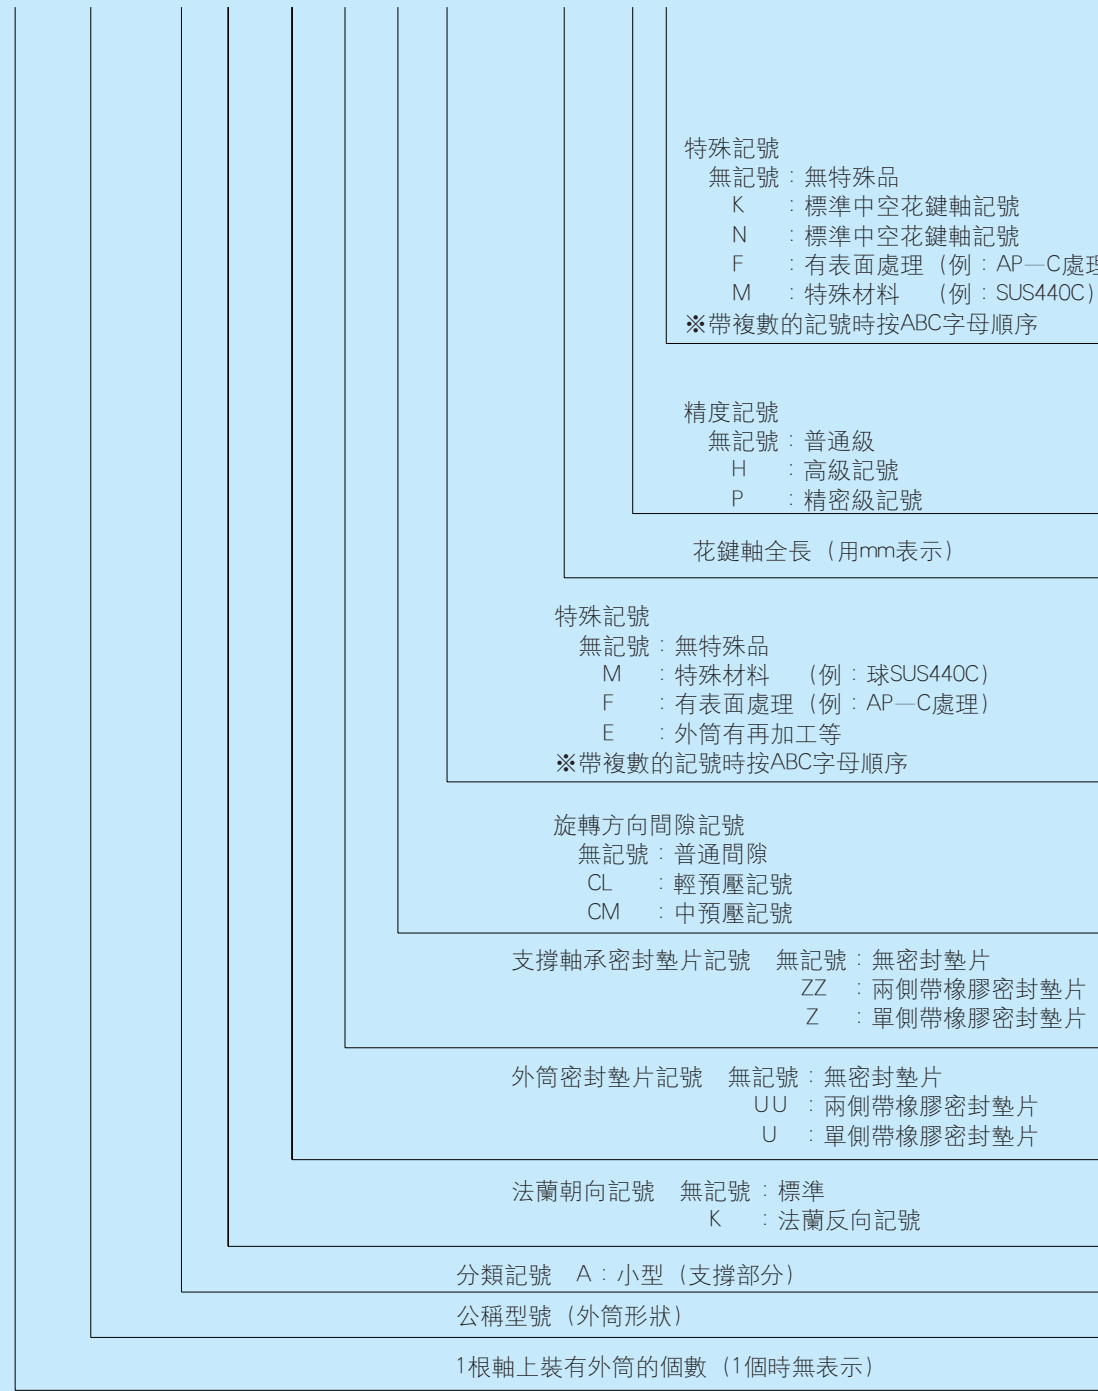 特殊記號
無記號：無特殊品
K ：標準中空花鍵軸記號
N ：標準中空花鍵軸記號
F ：有表面處理（例：AP—C處理
M ：特殊材料 （例：SUS440C）
※帶複數的記號時按ABC字母順序
精度記號
無記號：普通級
H ：高級記號
P ：精密級記號
花鍵軸全長（用mm表示）
特殊記號
無記號：無特殊品
M ：特殊材料 （例：球SUS440C）
F ：有表面處理（例：AP—C處理）
E ：外筒有再加工等
※帶複數的記號時按ABC字母順序
旋轉方向間隙記號
無記號：普通間隙
CL ：輕預壓記號
CM ：中預壓記號
支撐軸承密封墊片記號 無記號：無密封墊片
ZZ ：兩側帶橡膠密封墊片
Z ：單側帶橡膠密封墊片
外筒密封墊片記號 無記號：無密封墊片
UU ：兩側帶橡膠密封墊片
U ：單側帶橡膠密封墊片
法蘭朝向記號 無記號：標準
K ：法蘭反向記號
分類記號 A：小型（支撐部分）
公稱型號（外筒形狀）
1根軸上裝有外筒的個數（1個時無表示）